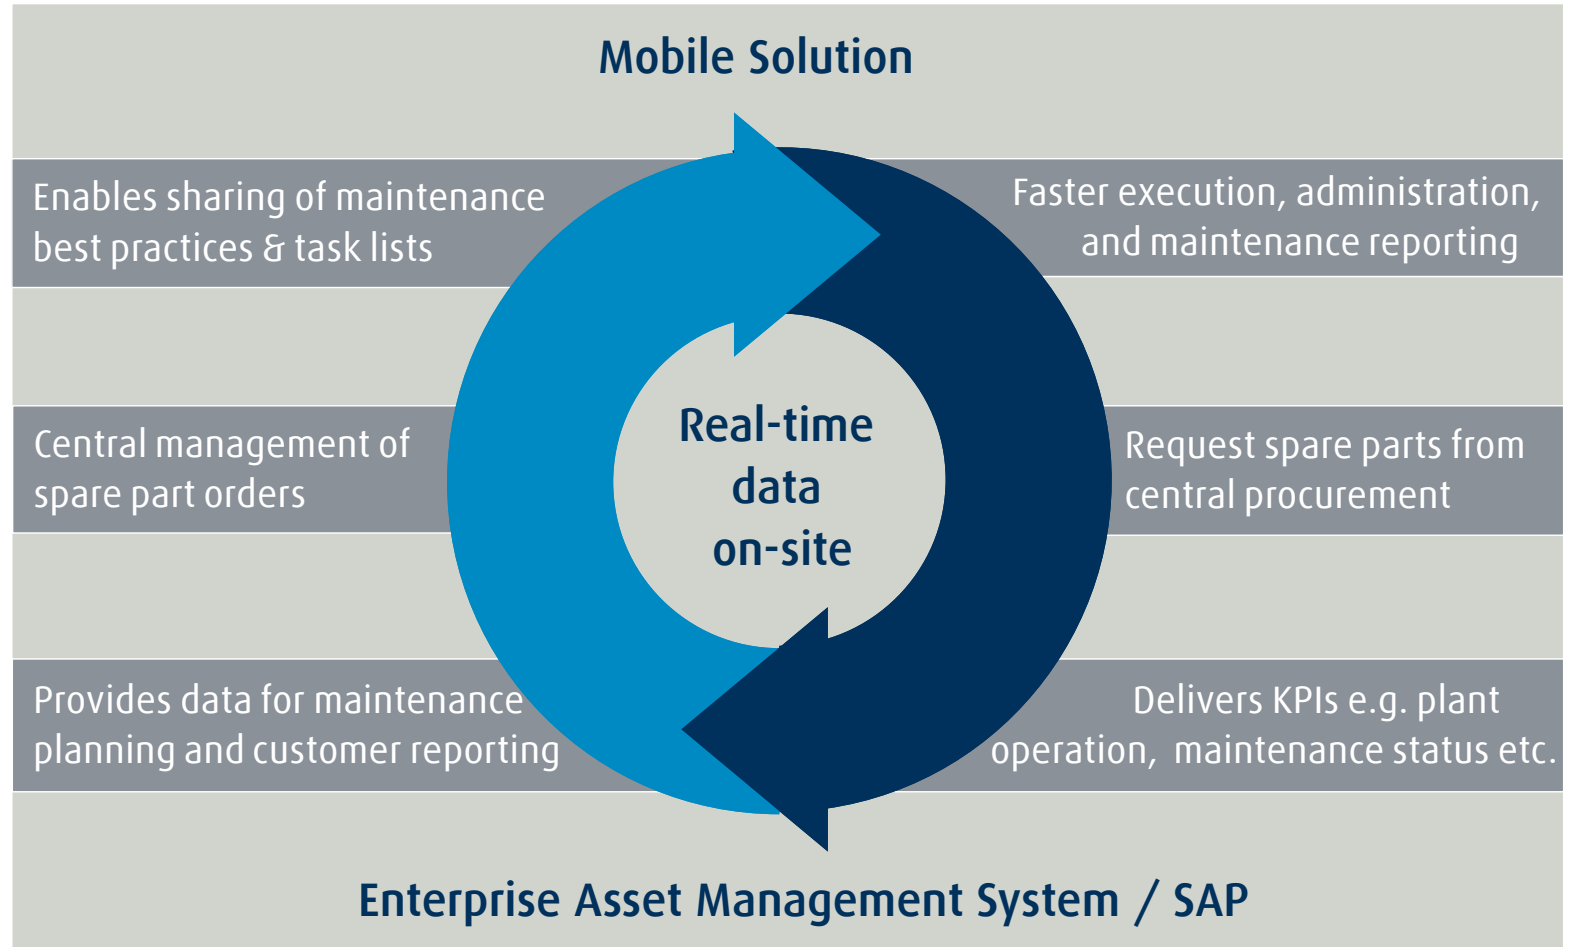 Mobile Solution
Enables sharing of maintenance
best practices & task lists
Faster execution, administration,
and maintenance reporting
Central management of
spare part orders
Real-time
data
on-site
Request spare parts from
central procurement
Provides data for maintenance
planning and customer reporting
Delivers KPIs e.g. plant
operation, maintenance status etc.
Enterprise Asset Management System / SAP